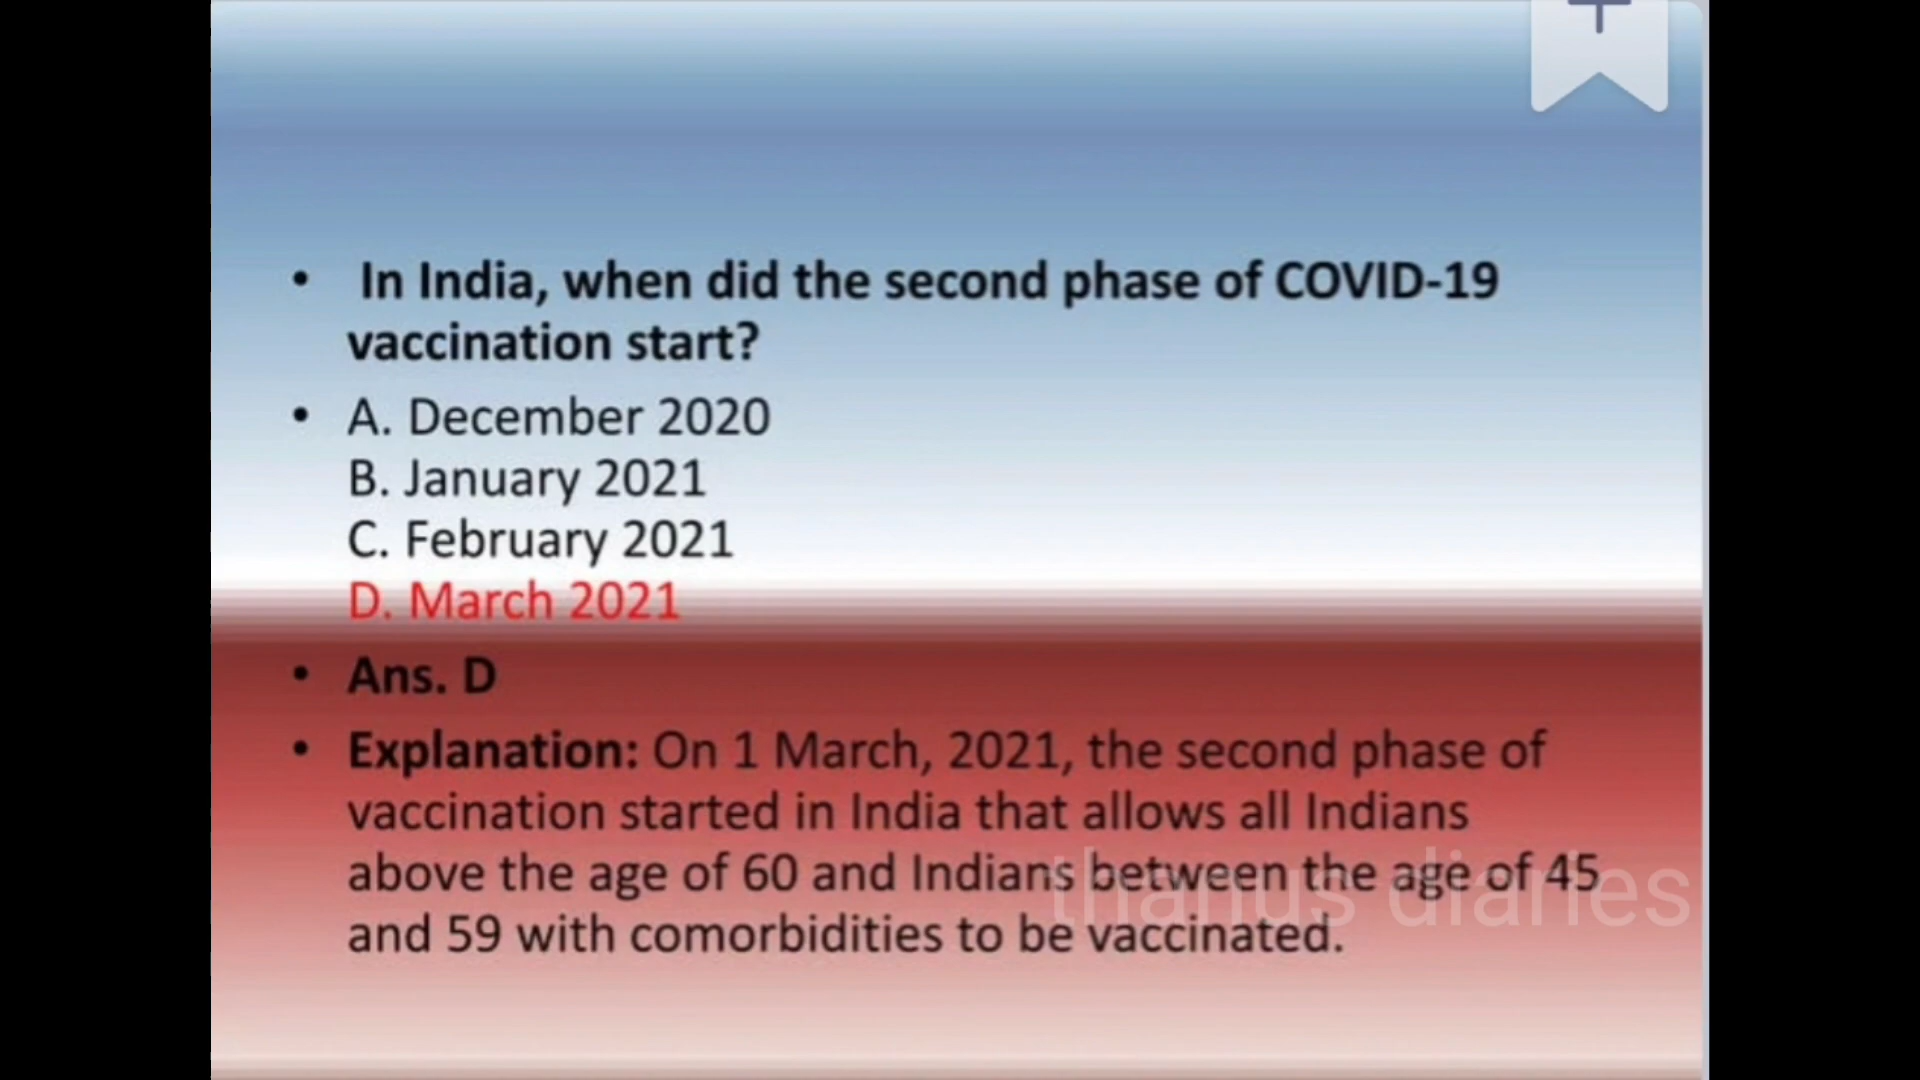 • In India, when did the second phase of COVID-19
vaccination start?
• A. December 2020
B. January 2021
C. February 2021
D. March 2021
• Ans. D
• Explanation: On 1 March, 2021, the second phase of
vaccination started in India that allows all Indians
above the age of 60 and Indians between the age of 45
and 59 with comorbidities to be vaccinated.
thanus diaries